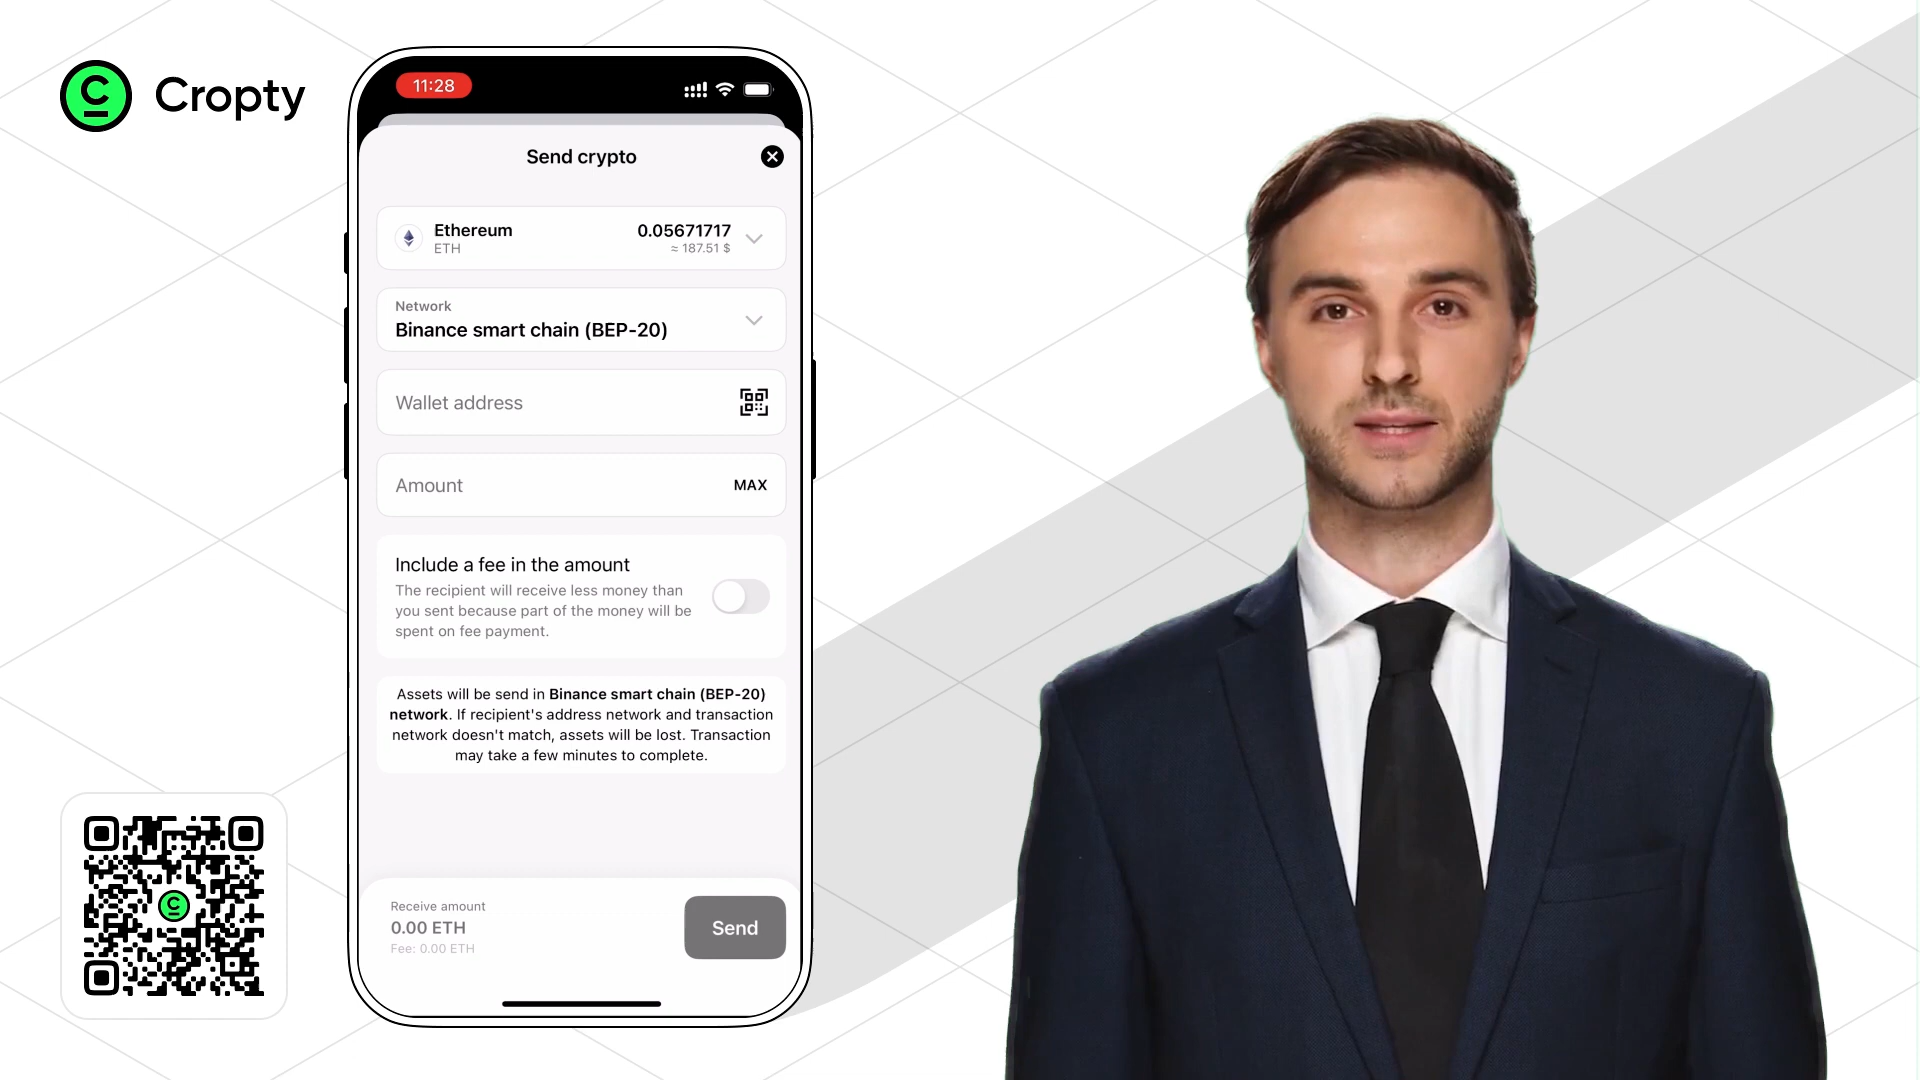 Cropty
11:28
Send crypto
Ethereum
0.05671717
ETH
≈ 187.51 $
Network
Binance smart chain (BEP-20)
Wallet address
Amount
MAX
Include a fee in the amount
The recipient will receive less money than
you sent because part of the money will be
spent on fee payment.
Assets will be send in Binance smart chain (BEP-20)
network. If recipient's address network and transaction
network doesn't match, assets will be lost. Transaction
may take a few minutes to complete.
Receive amount
0.00 ETH
Fee: 0.00 ETH
Send